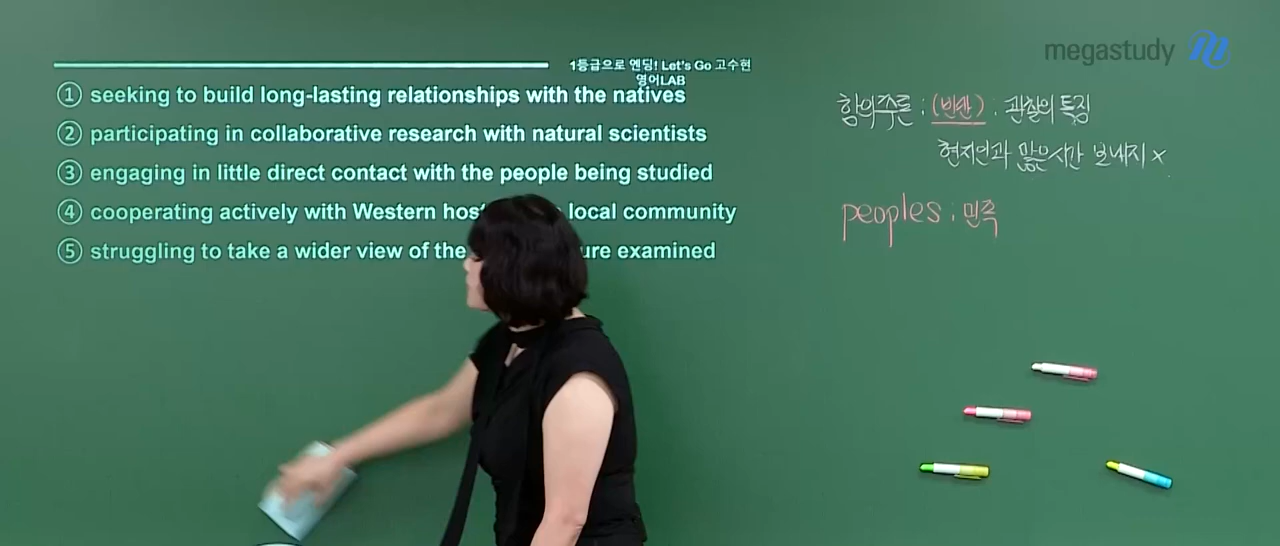 megastudy
1등급으로 엔딩! Let's Go 고수현
영어LAB
① seeking to build long-lasting relationships with the natives
② participating in collaborative research with natural scientists
③ engaging in little direct contact with the people being studied
④ cooperating actively with Western local community
⑤ struggling to take a wider view of the examined
함의추론 : (빈칸) : 관찰의 특징
현지인과 많은시간 보내지 x
peoples : 민족